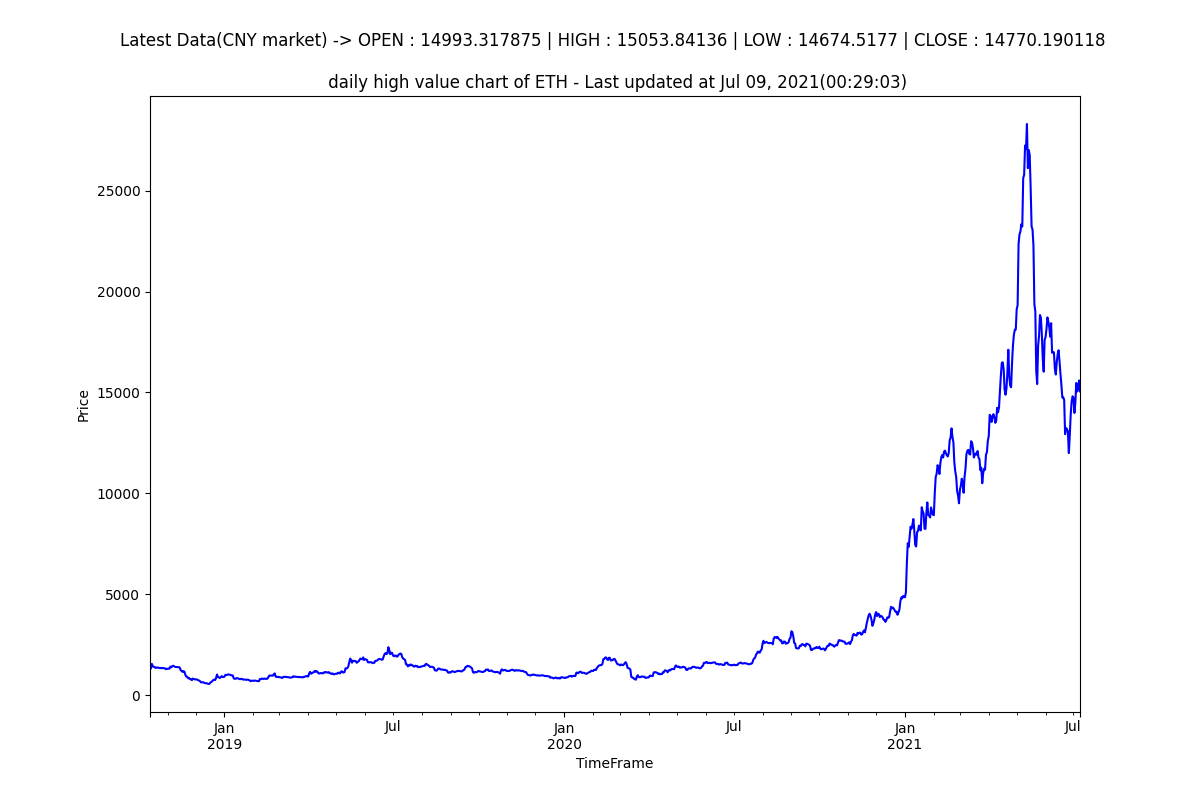 Latest Data(CNY market) -> OPEN : 14993.317875 | HIGH : 15053.84136 | LOW : 14674.5177 | CLOSE : 14770.190118
daily high value chart of ETH - Last updated at Jul 09, 2021(00:29:03)
Price
25000
20000
15000
10000
5000
0
Jan
2019
Jul
Jan
2020
Jul
Jan
2021
Jul
TimeFrame